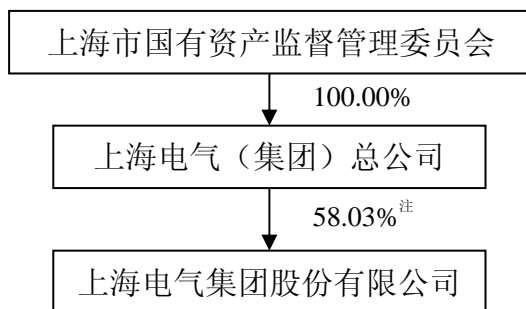 上海市国有资产监督管理委员会
100.00%
上海电气（集团）总公司
58.03%注
上海电气集团股份有限公司